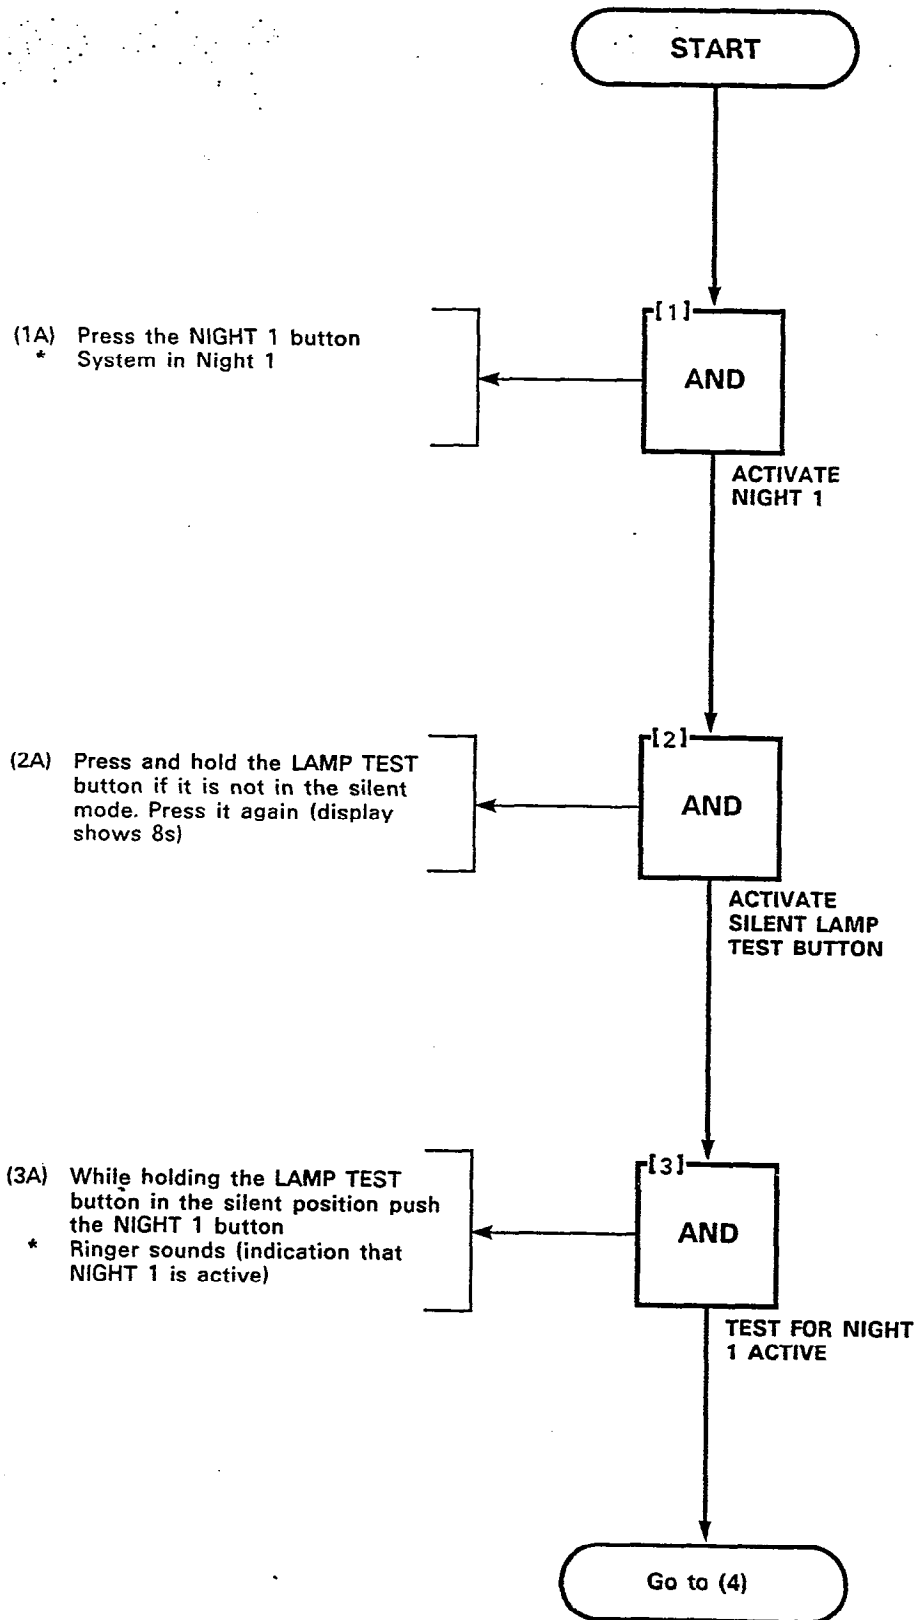 START
[1]
(1A) Press the NIGHT 1 button
* System in Night 1
AND
ACTIVATE
NIGHT 1
[2]
(2A) Press and hold the LAMP TEST
button if it is not in the silent
mode. Press it again (display
shows 8s)
AND
ACTIVATE
SILENT LAMP
TEST BUTTON
[3]
(3A) While holding the LAMP TEST
button in the silent position push
the NIGHT 1 button
* Ringer sounds (indication that
NIGHT 1 is active)
AND
TEST FOR NIGHT
1 ACTIVE
Go to (4)